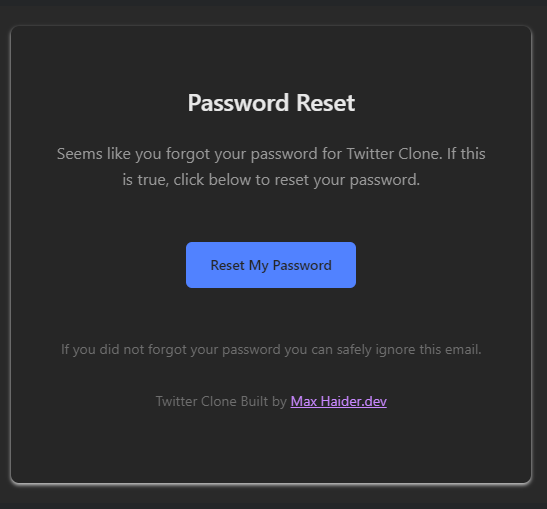 Password Reset
Seems like you forgot your password for Twitter Clone. If this
is true, click below to reset your password.
Reset My Password
If you did not forgot your password you can safely ignore this email.
Twitter Clone Built by Max Haider.dev